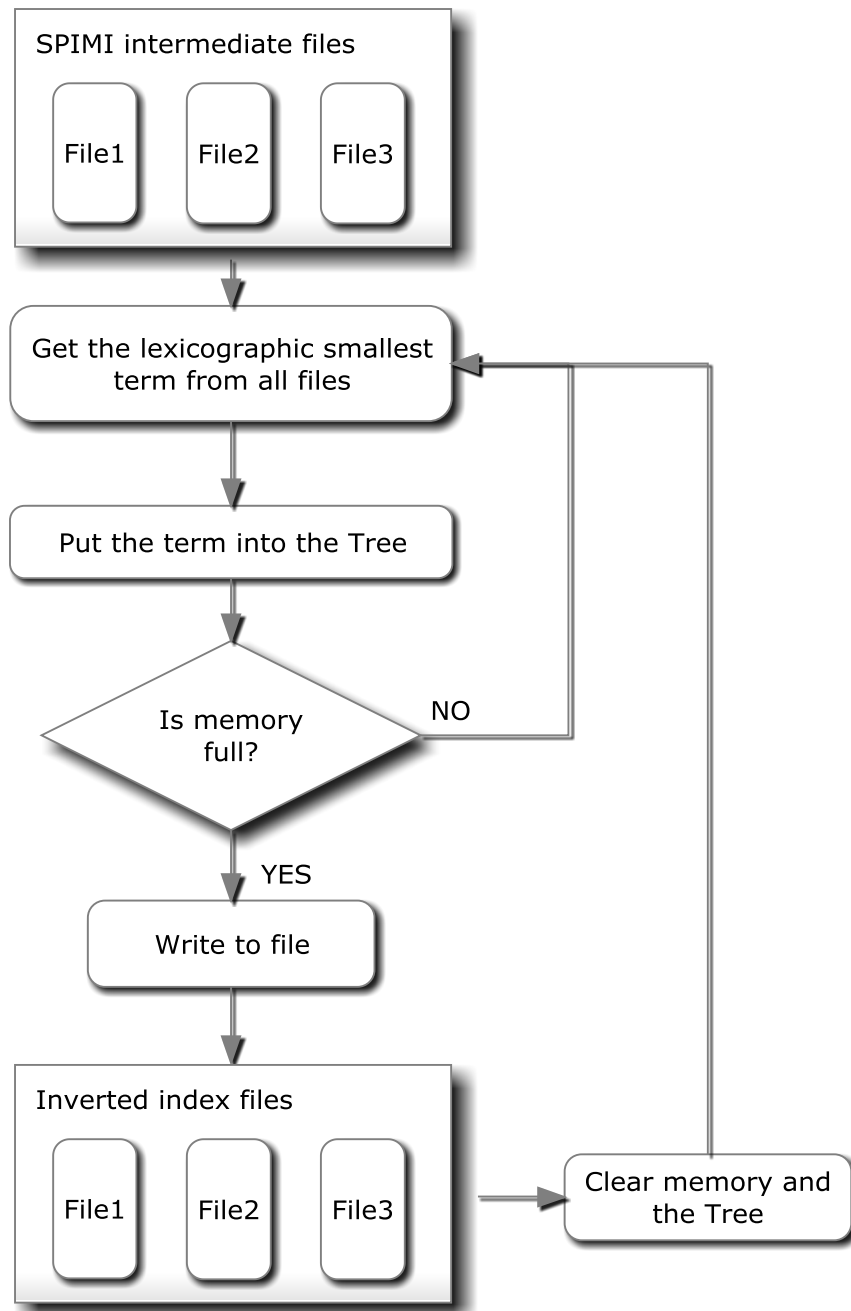 SPIMI intermediate files
File1
File2
File3
Get the lexicographic smallest
term from all files
Put the term into the Tree
Is memory
full?
NO
YES
Write to file
Inverted index files
File1
File2
File3
Clear memory and
the Tree